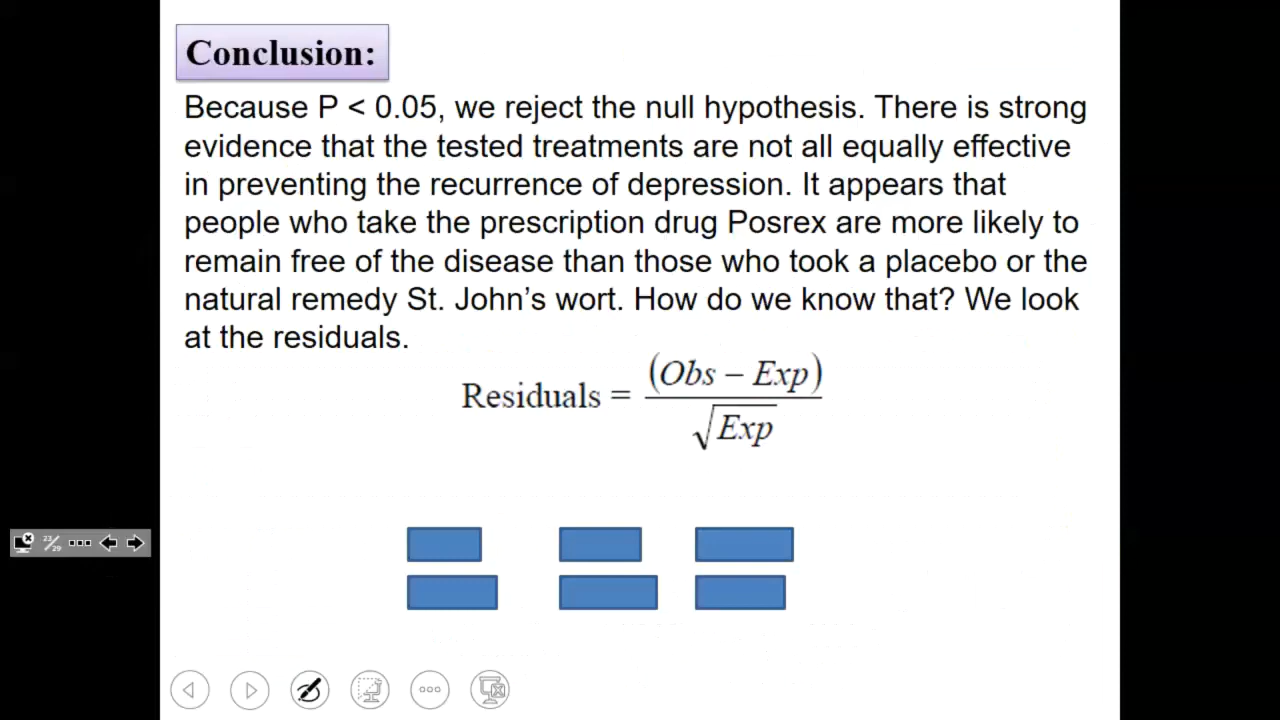 Conclusion:
Because P < 0.05, we reject the null hypothesis. There is strong
evidence that the tested treatments are not all equally effective
in preventing the recurrence of depression. It appears that
people who take the prescription drug Posrex are more likely to
remain free of the disease than those who took a placebo or the
natural remedy St. John’s wort. How do we know that? We look
at the residuals.
Residuals = (Obs − Exp) / √Exp
23/29